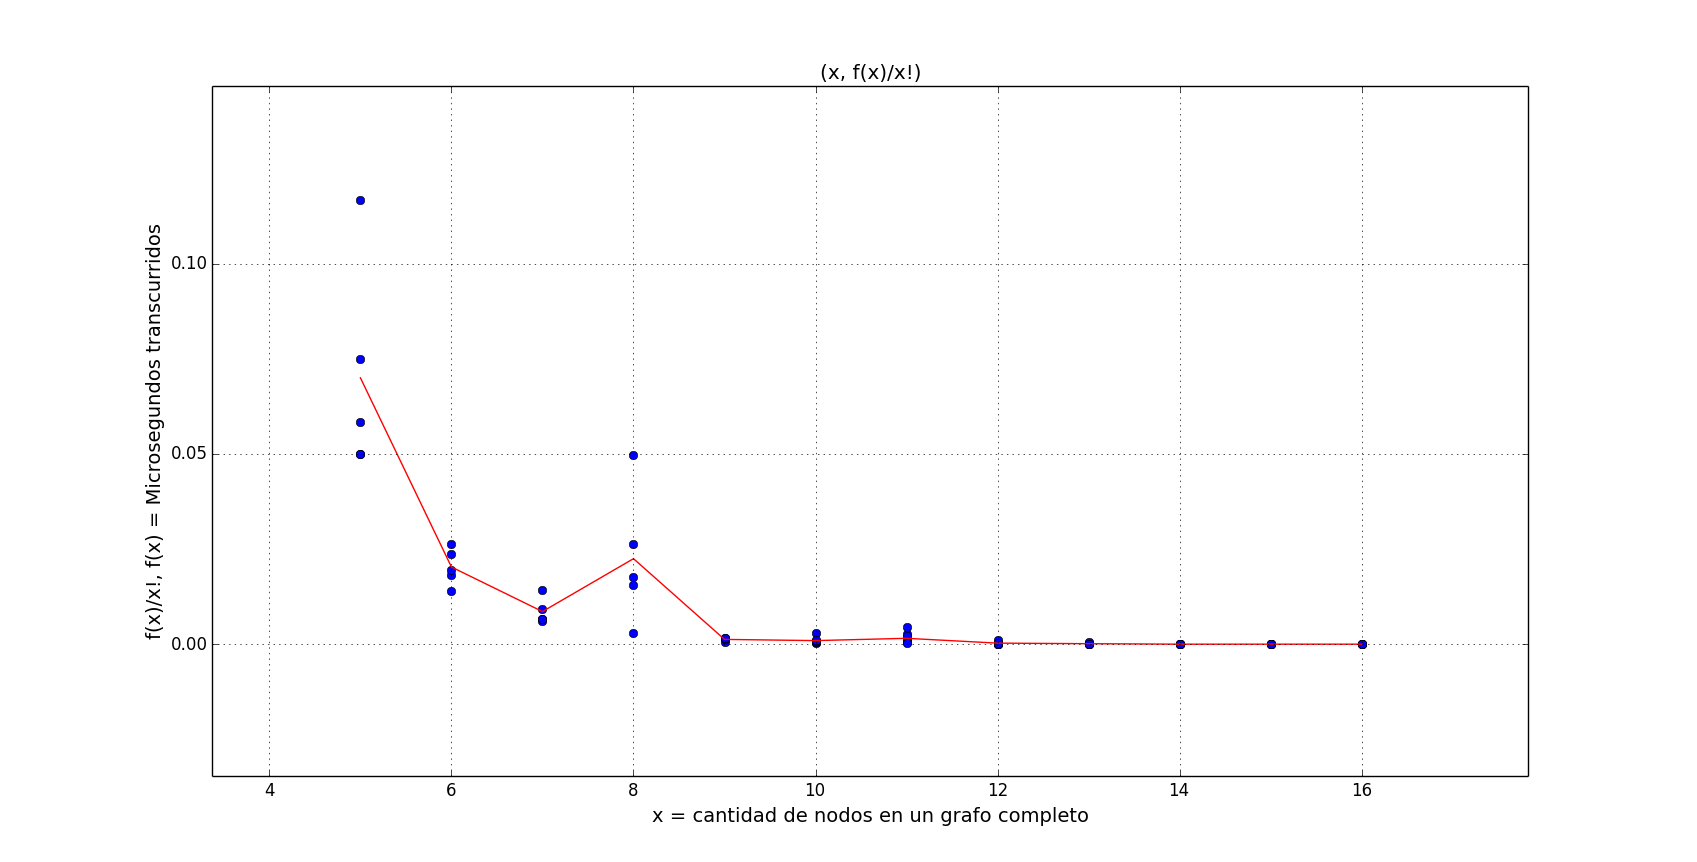 (x, f(x)/x!)
f(x)/x!, f(x) = Microsegundos transcurridos
0.10
0.05
0.00
4 6 8 10 12 14 16
x = cantidad de nodos en un grafo completo